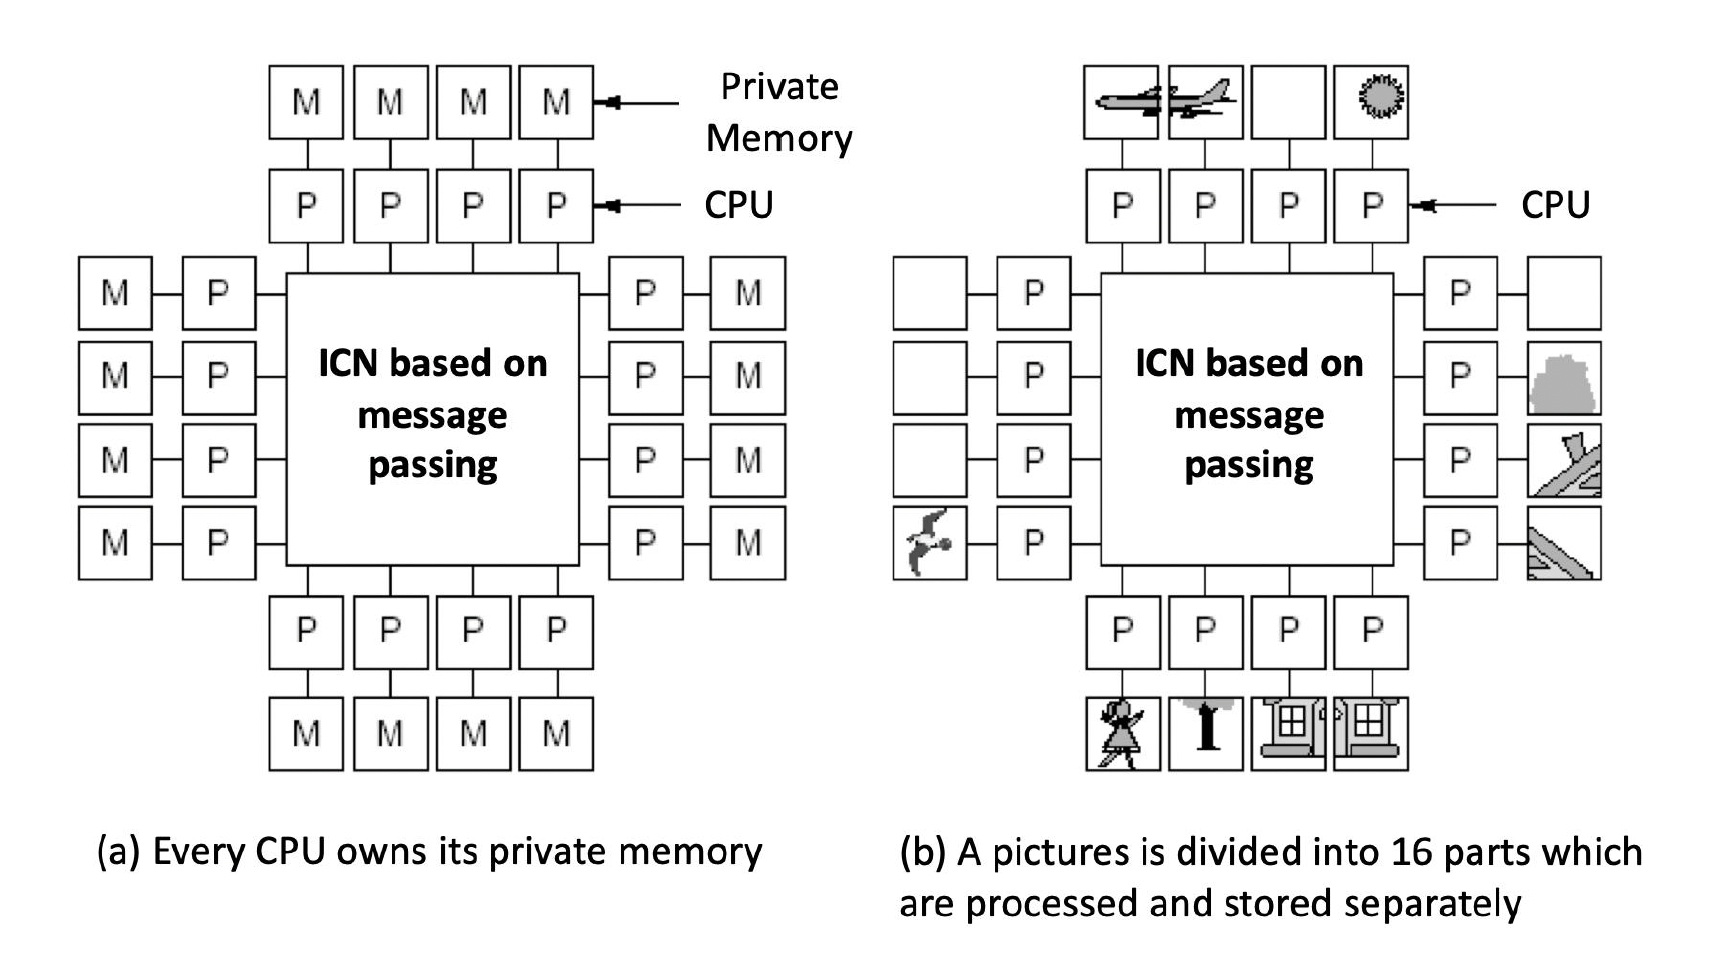 M M M M Private
Memory
P P P P CPU
M P P M
M P P M
M P P M
M P P M
ICN based on
message
passing
P P P P
M M M M
(a) Every CPU owns its private memory
P P P P CPU
P P
P P
P P
P P
ICN based on
message
passing
P P P P
(b) A pictures is divided into 16 parts which
are processed and stored separately